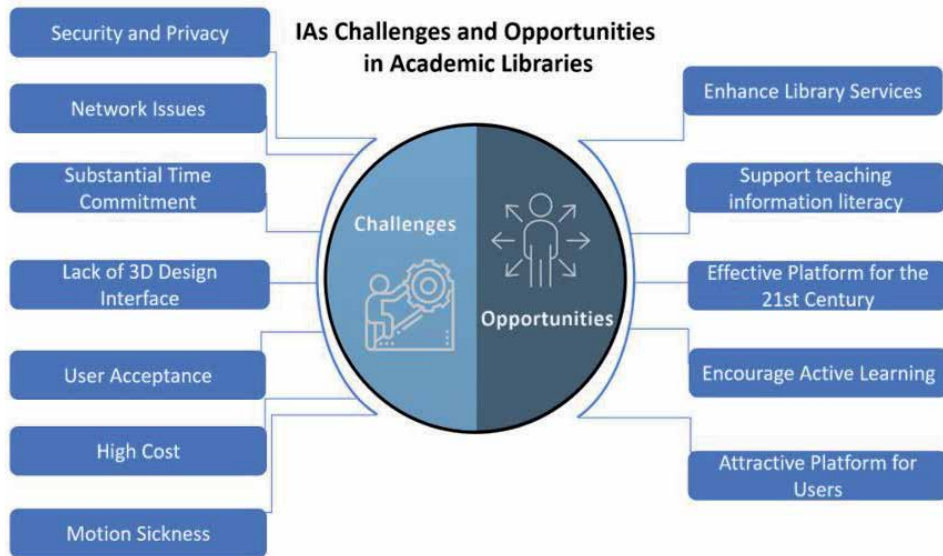 IAs Challenges and Opportunities
in Academic Libraries
Security and Privacy
Network Issues
Substantial Time
Commitment
Lack of 3D Design
Interface
User Acceptance
High Cost
Motion Sickness
Challenges
Opportunities
Enhance Library Services
Support teaching
information literacy
Effective Platform for the
21st Century
Encourage Active Learning
Attractive Platform for
Users